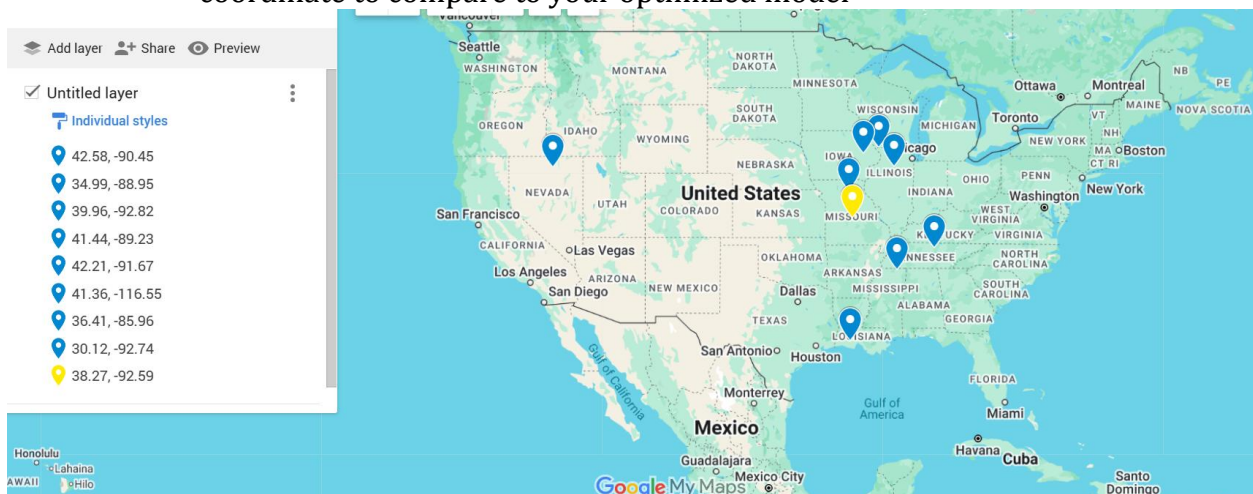 coordinate to compare to your optimized model
Add layer Share Preview
Untitled layer
Individual styles
42.58, -90.45
34.99, -88.95
39.96, -92.82
41.44, -89.23
42.21, -91.67
41.36, -116.55
36.41, -85.96
30.12, -92.74
38.27, -92.59
Vancouver
Seattle
WASHINGTON
MONTANA
NORTH
DAKOTA
MINNESOTA
Ottawa
Montreal
NB
PE
MAINE
NOVA SCOTIA
OREGON
IDAHO
WYOMING
SOUTH
DAKOTA
WISCONSIN
MICHIGAN
Toronto
VT
NH
NEW YORK
MA
Boston
CT RI
IOWA
icago
NEBRASKA
ILLINOIS
INDIANA
OHIO
PENN
New York
NEVADA
UTAH
COLORADO
United States
KANSAS
MISSOURI
WEST
VIRGINIA
Washington
San Francisco
CALIFORNIA
Las Vegas
K
UCKY
VIRGINIA
OKLAHOMA
NNESSEE
NORTH
CAROLINA
Los Angeles
ARIZONA
NEW MEXICO
ARKANSAS
San Diego
Dallas
MISSISSIPPI
SOUTH
CAROLINA
ALABAMA
TEXAS
GEORGIA
LOUISIANA
San Antonio
Houston
Gulf of California
FLORIDA
Monterrey
Gulf of
America
Miami
Mexico
Havana
Cuba
Honolulu
Lahaina
AWAII
Hilo
Guadalajara
Mexico City
Google My Maps
Santo
Domingo